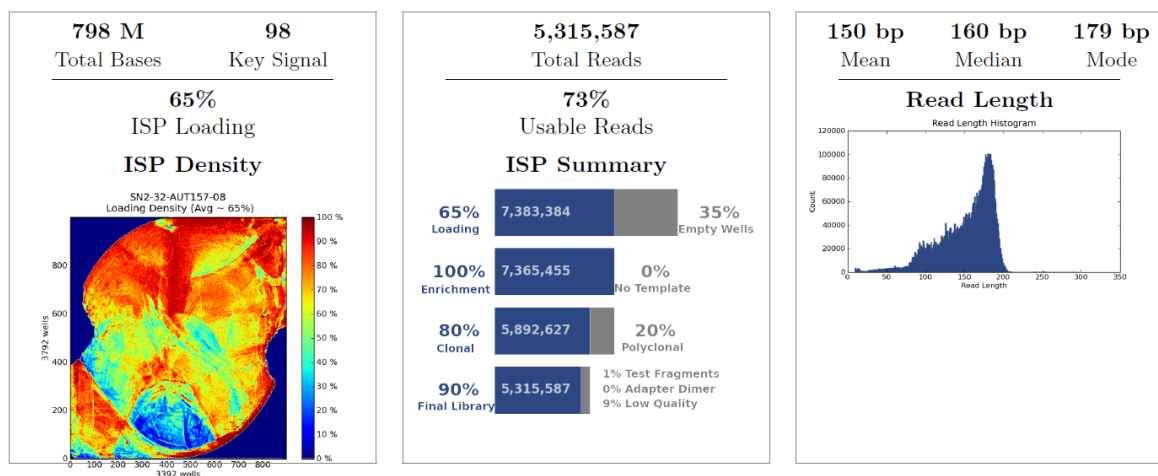 798 M
Total Bases
98
Key Signal
65%
ISP Loading
ISP Density
SN2-32-AUT157-08
Loading Density (Avg ~ 65%)
100 %
90 %
80 %
70 %
60 %
50 %
40 %
30 %
20 %
10 %
0 %
800
600
400
200
0
3792 wells
0 100 200 300 400 500 600 700 800
3392 wells
5,315,587
Total Reads
73%
Usable Reads
ISP Summary
65%
Loading
7,383,384
35%
Empty Wells
100%
Enrichment
7,365,455
0%
No Template
80%
Clonal
5,892,627
20%
Polyclonal
90%
Final Library
5,315,587
1% Test Fragments
0% Adapter Dimer
9% Low Quality
150 bp
Mean
160 bp
Median
179 bp
Mode
Read Length
Read Length Histogram
120000
100000
80000
60000
40000
20000
0
Count
0 50 100 150 200 250 300 350
Read Length